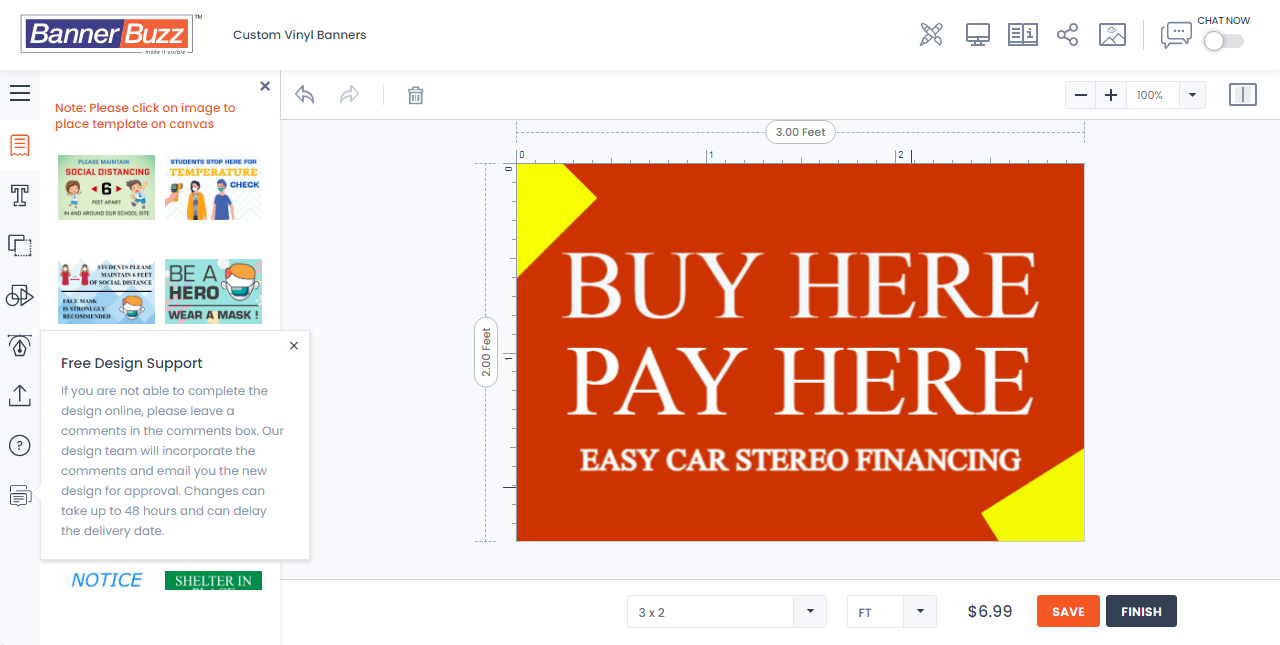 BannerBuzz™
make it visible
Custom Vinyl Banners
CHAT NOW
Note: Please click on image to
place template on canvas
PLEASE MAINTAIN
SOCIAL DISTANCING
6
FEET APART
IN AND AROUND OUR SCHOOL SITE
STUDENTS STOP HERE FOR
TEMPERATURE
CHECK
STUDENTS PLEASE
MAINTAIN 6 FEET
OF SOCIAL DISTANCE
FACE MASK
IS STRONLGLY
RECOMMENDED
BE A
HERO
WEAR A MASK !
Free Design Support
If you are not able to complete the
design online, please leave a
comments in the comments box. Our
design team will incorporate the
comments and email you the new
design for approval. Changes can
take up to 48 hours and can delay
the delivery date.
NOTICE
SHELTER IN
PLACE
100%
3.00 Feet
0 1 2
0
1
2.00 Feet
BUY HERE
PAY HERE
EASY CAR STEREO FINANCING
3 x 2
FT
$6.99
SAVE
FINISH